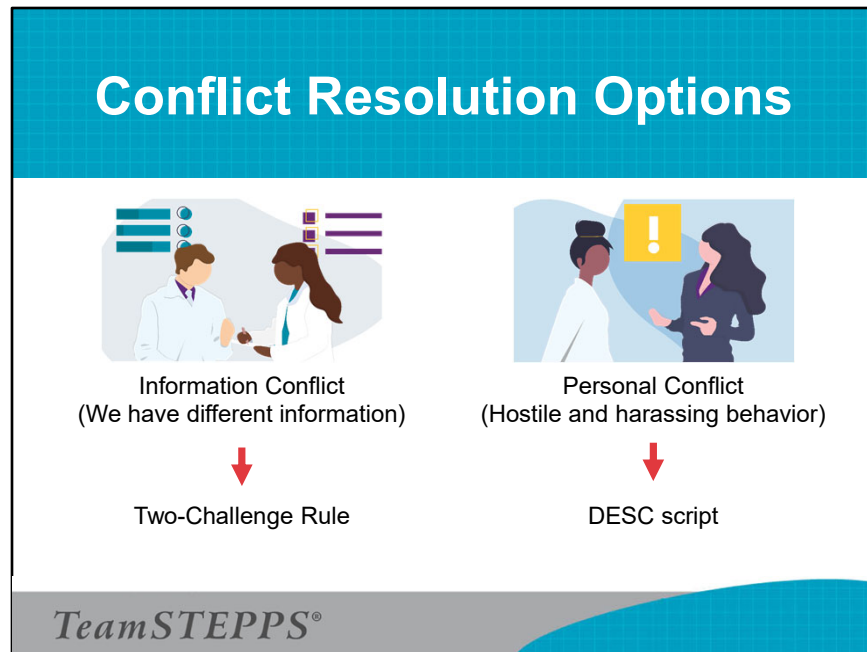 Conflict Resolution Options
Information Conflict
(We have different information)
Two-Challenge Rule
Personal Conflict
(Hostile and harassing behavior)
DESC script
!
TeamSTEPPS®